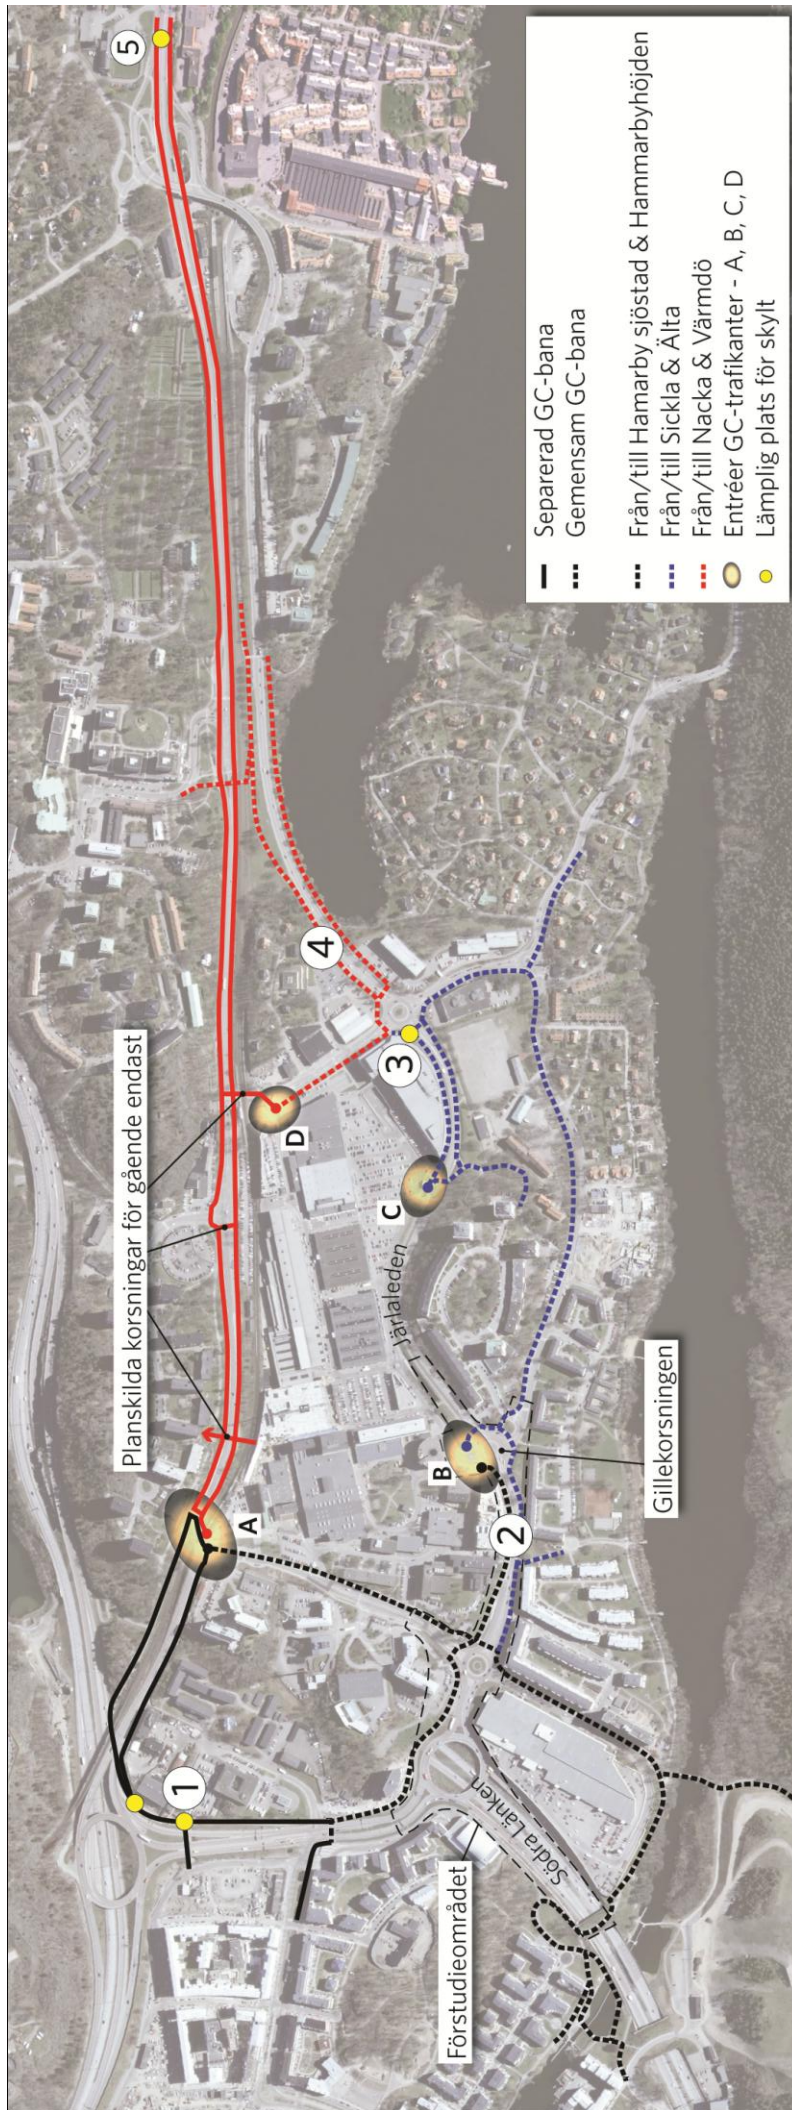 Planskilda korsningar för gående endast
5
4
3
D
C
A
B
2
1
Järlaleden
Gillekorsningen
Södra Länken
Förstudieområdet
Separerad GC-bana
Gemensam GC-bana
Från/till Hamarby sjöstad & Hammarbyhöjden
Från/till Sickla & Älta
Från/till Nacka & Värmdö
Entréer GC-trafikanter - A, B, C, D
Lämplig plats för skylt